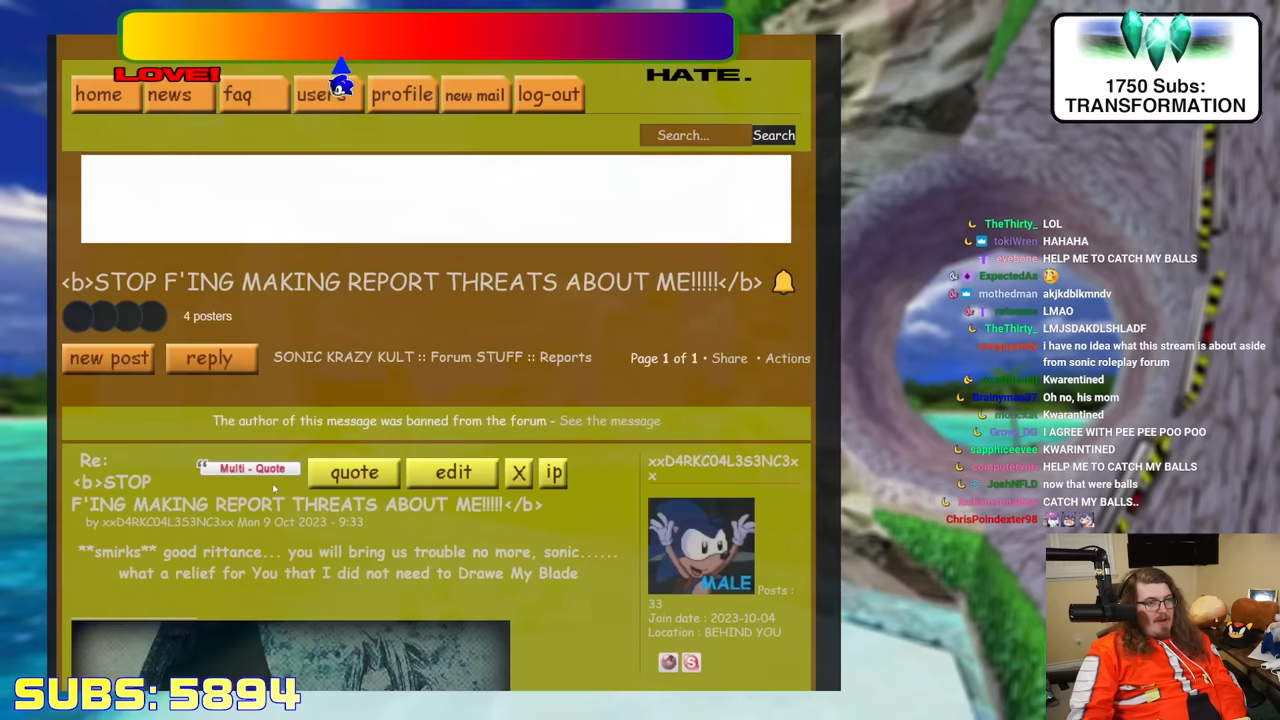 LOVE!
HATE.
home
news
faq
users
profile
new mail
log-out
Search...
Search
<b>STOP F'ING MAKING REPORT THREATS ABOUT ME!!!!!</b> 🔔
4 posters
new post
reply
SONIC KRAZY KULT :: Forum STUFF :: Reports
Page 1 of 1 • Share • Actions
The author of this message was banned from the forum - See the message
Re:
<b>STOP
F'ING MAKING REPORT THREATS ABOUT ME!!!!!</b>
Multi - Quote
quote
edit
X
ip
by xxD4RKC04L3S3NC3xx Mon 9 Oct 2023 - 9:33
**smirks** good rittance... you will bring us trouble no more, sonic......
what a relief for You that I did not need to Drawe My Blade
xxD4RKC04L3S3NC3x
x
MALE
Posts :
33
Join date : 2023-10-04
Location : BEHIND YOU
SUBS: 5894
1750 Subs:
TRANSFORMATION
TheThirty_ LOL
tokiWren HAHAHA
eyebone HELP ME TO CATCH MY BALLS
ExpectedAs
mothedman akjkdblkmndv
LMAO
TheThirty_ LMJSDAKDLSHLADF
i have no idea what this stream is about aside
from sonic roleplay forum
Kwarentined
Brainyman37 Oh no, his mom
Kwarantined
I AGREE WITH PEE PEE POO POO
sapphiceevee KWARINTINED
HELP ME TO CATCH MY BALLS
JoshNFLD now that were balls
CATCH MY BALLS..
ChrisPoindexter98